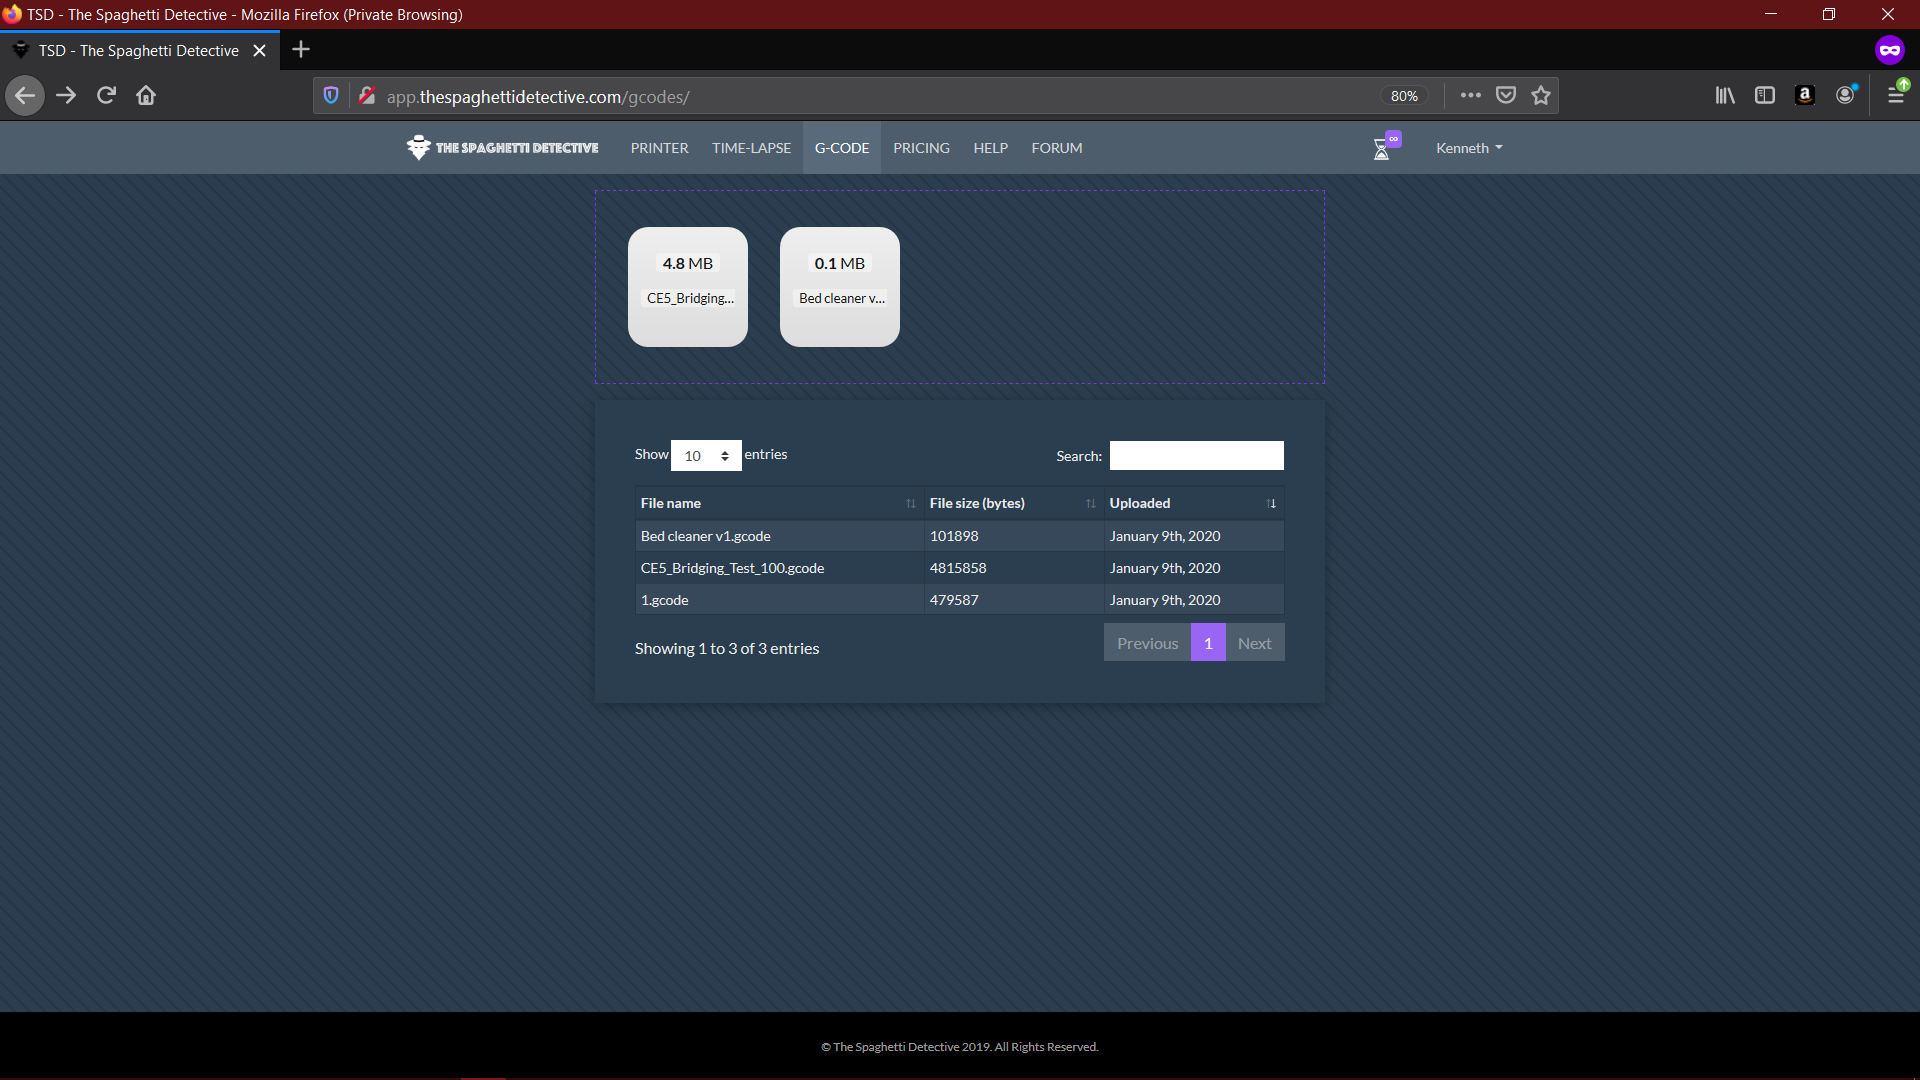 TSD - The Spaghetti Detective - Mozilla Firefox (Private Browsing)
TSD - The Spaghetti Detective
app.thespaghettidetective.com/gcodes/
80%
THE SPAGHETTI DETECTIVE
PRINTER
TIME-LAPSE
G-CODE
PRICING
HELP
FORUM
∞
Kenneth
4.8 MB
CE5_Bridging...
0.1 MB
Bed cleaner v...
Show 10 entries
Search:
File name File size (bytes) Uploaded
Bed cleaner v1.gcode 101898 January 9th, 2020
CE5_Bridging_Test_100.gcode 4815858 January 9th, 2020
1.gcode 479587 January 9th, 2020
Showing 1 to 3 of 3 entries
Previous 1 Next
© The Spaghetti Detective 2019. All Rights Reserved.